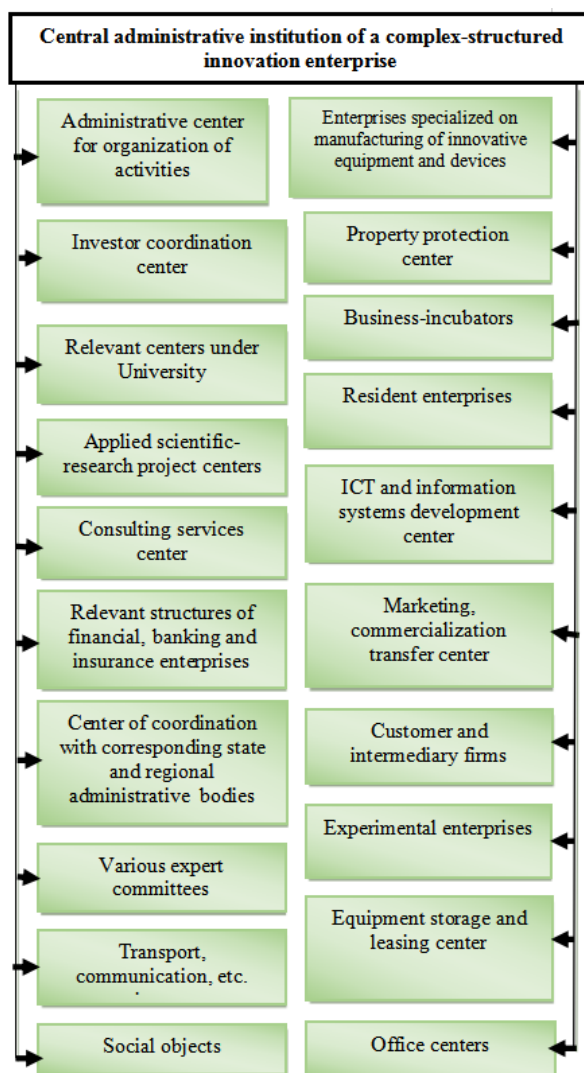 Central administrative institution of a complex-structured
innovation enterprise
Administrative center
for organization of
activities
Investor coordination
center
Relevant centers under
University
Applied scientific-
research project centers
Consulting services
center
Relevant structures of
financial, banking and
insurance enterprises
Center of coordination
with corresponding state
and regional
administrative bodies
Various expert
committees
Transport,
communication, etc.
.
Social objects
Enterprises specialized on
manufacturing of innovative
equipment and devices
Property protection
center
Business-incubators
Resident enterprises
ICT and information
systems development
center
Marketing,
commercialization
transfer center
Customer and
intermediary firms
Experimental enterprises
Equipment storage and
leasing center
Office centers